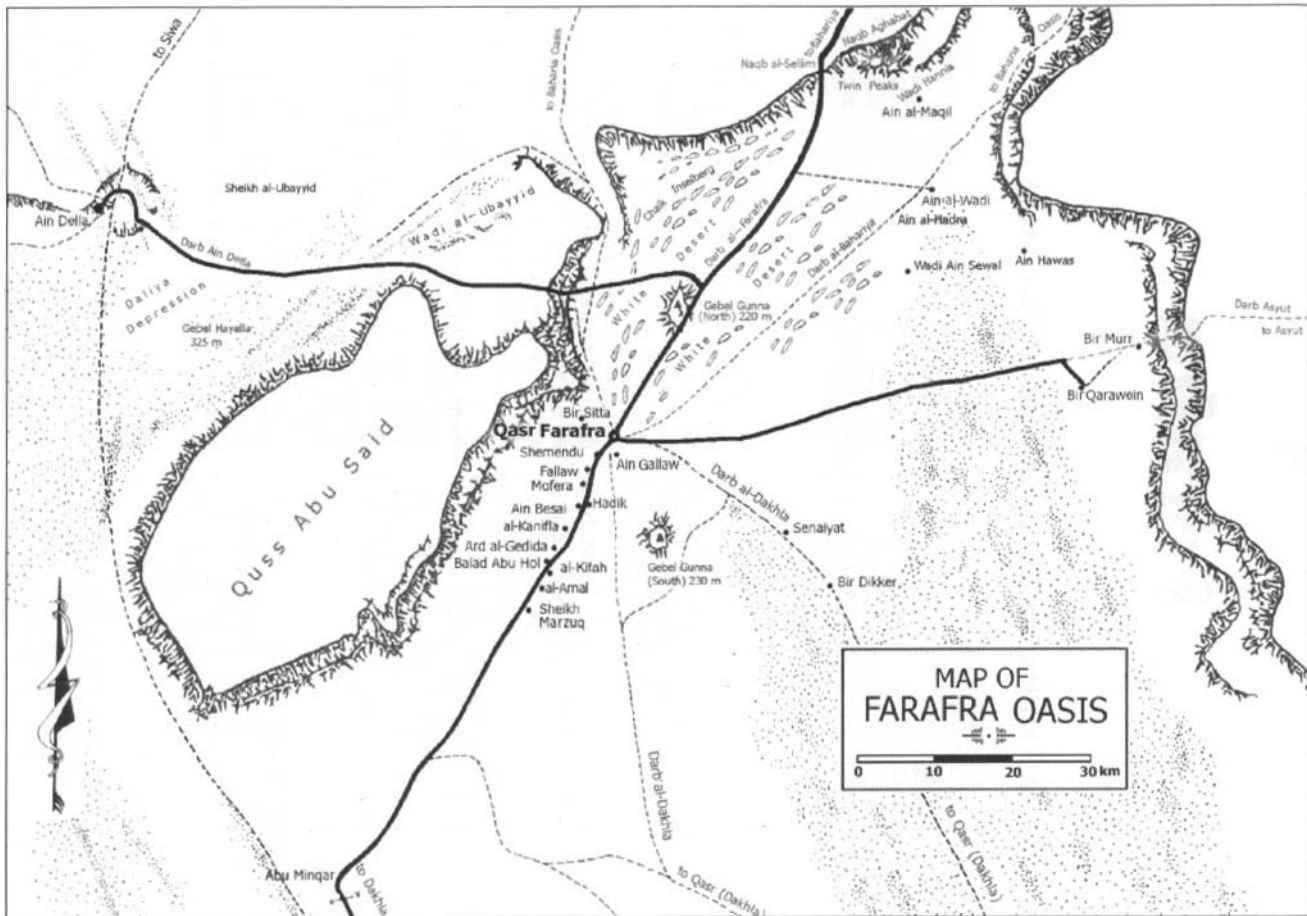 to Siwa
to Baharia Oasis
to Bahariya
Naqb Aghabat
Naqb al-Sellim
Twin Peaks
Wadi Hannis
to Baharia Oasis
Ain al-Maqil
Sheikh al-Ubayyid
Wadi al-Ubayyid
Chalk Inselberg
Ain Della
Darb Ain Della
White Desert
Darb al-Farafra
White Desert
Darb al-Bahariya
Ain al-Wadi
Ain al-Hadra
Ain Hawas
Wadi Ain Sewal
Daliya
Depression
Gebel Hayella
325 m
Gebel Gunna
(North) 220 m
Darb Asyut
to Asyut
Bir Murr
Bir Qarawein
Quss Abu Said
Bir Sitta
Qasr Farafra
Shemendu
Ain Gallaw
Fallaw
Mofera
Hadik
Ain Besai
al-Kanifla
Ard al-Gedida
Balad Abu Hol
al-Kifah
al-Amal
Sheikh
Marzuq
Darb al-Dakhla
Senaiyat
Gebel Gunna
(South) 230 m
Bir Dikker
MAP OF
FARAFRA OASIS
0 10 20 30 km
Darb al-Dakhla
Abu Minqar
to Dakhla
to Qasr (Dakhla)
to Qasr (Dakhla)